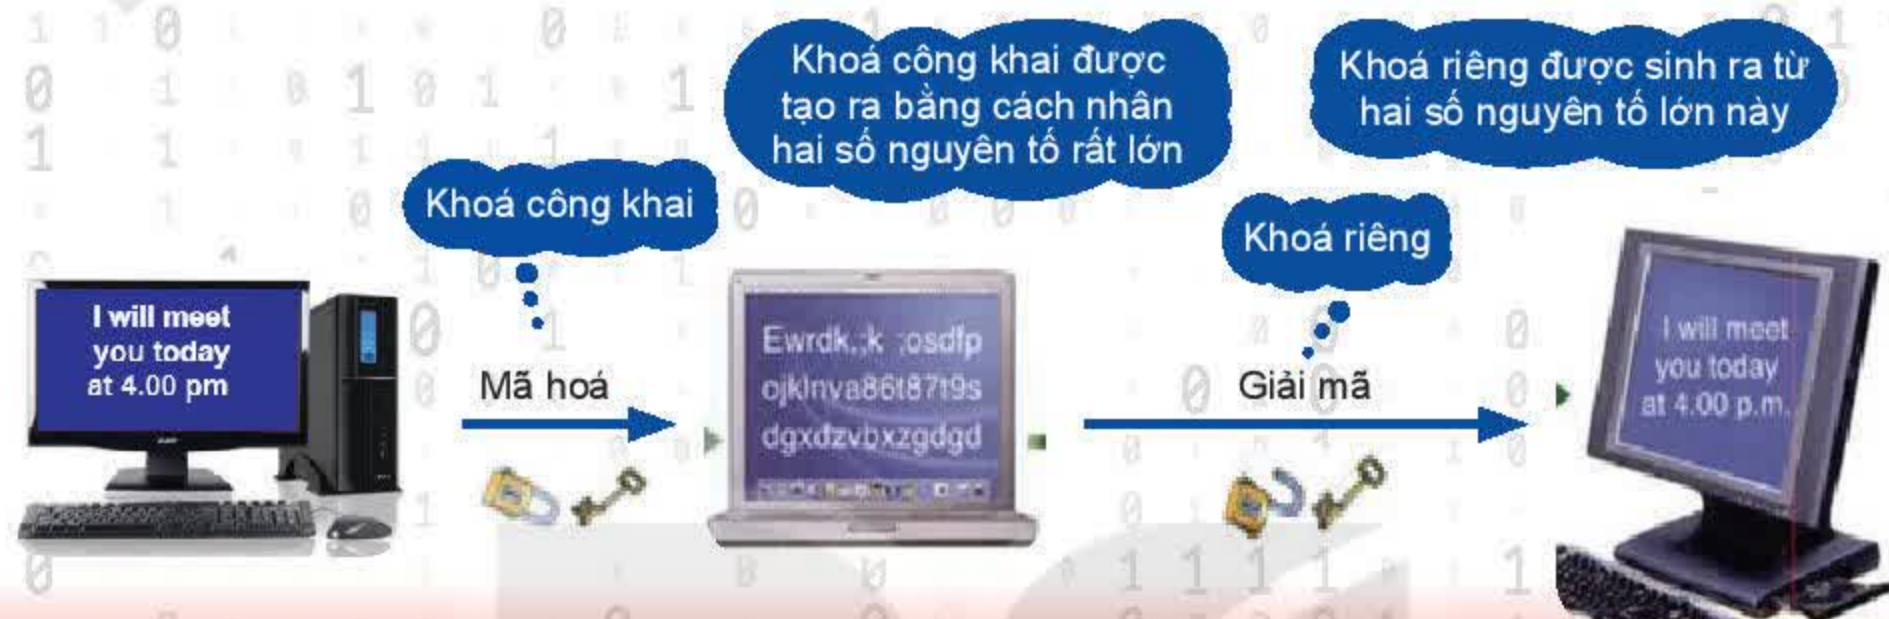 Khoá công khai được
tạo ra bằng cách nhân
hai số nguyên tố rất lớn
Khoá riêng được sinh ra từ
hai số nguyên tố lớn này
Khoá công khai
Khoá riêng
I will meet
you today
at 4.00 pm
Mã hoá
Ewrdk,;k ;osdfp
ojklnva86t87t9s
dgxdzvbxzgdgd
Giải mã
I will meet
you today
at 4.00 p.m.